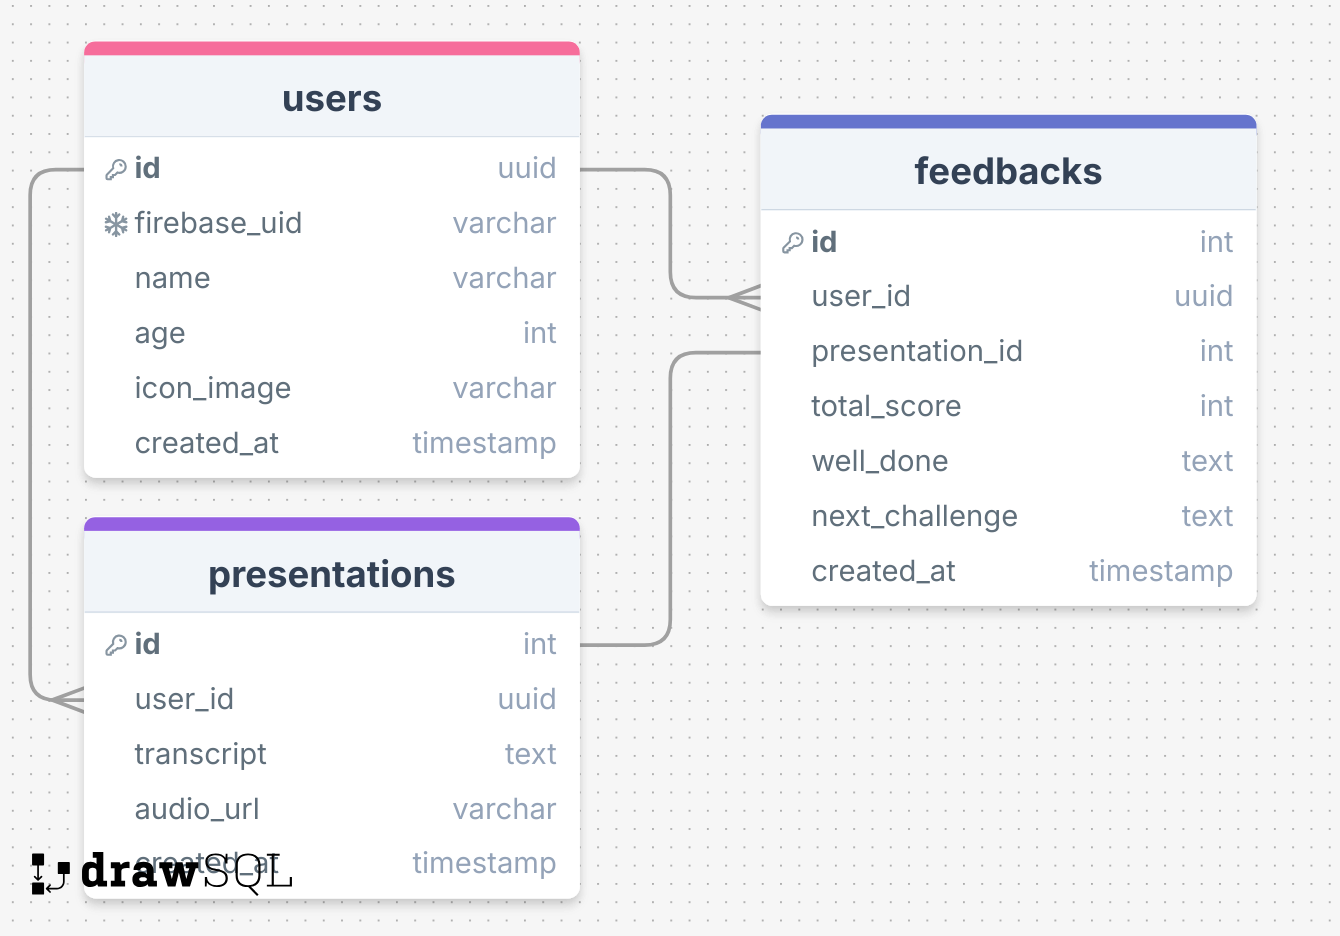 users
id uuid
firebase_uid varchar
name varchar
age int
icon_image varchar
created_at timestamp
feedbacks
id int
user_id uuid
presentation_id int
total_score int
well_done text
next_challenge text
created_at timestamp
presentations
id int
user_id uuid
transcript text
audio_url varchar
created_at timestamp
drawSQL